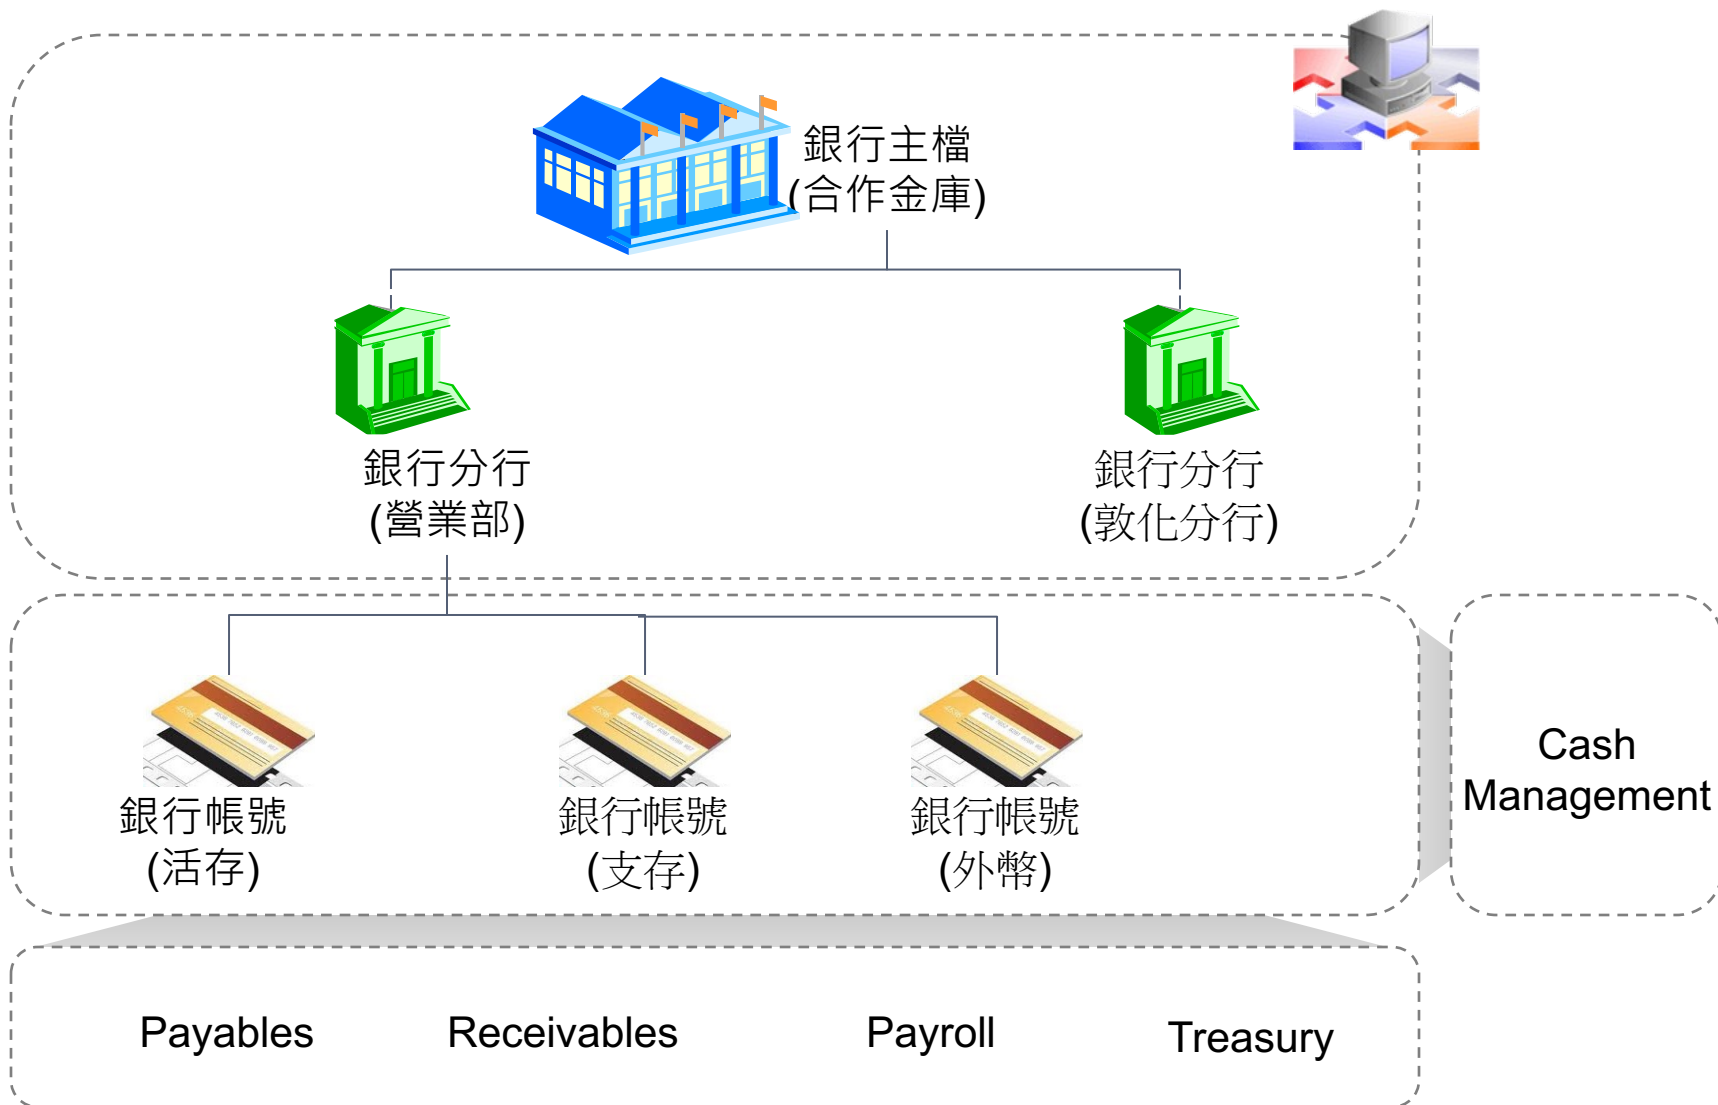 銀行主檔
(合作金庫)
銀行分行
(營業部)
銀行分行
(敦化分行)
銀行帳號
(活存)
銀行帳號
(支存)
銀行帳號
(外幣)
Cash
Management
Payables
Receivables
Payroll
Treasury